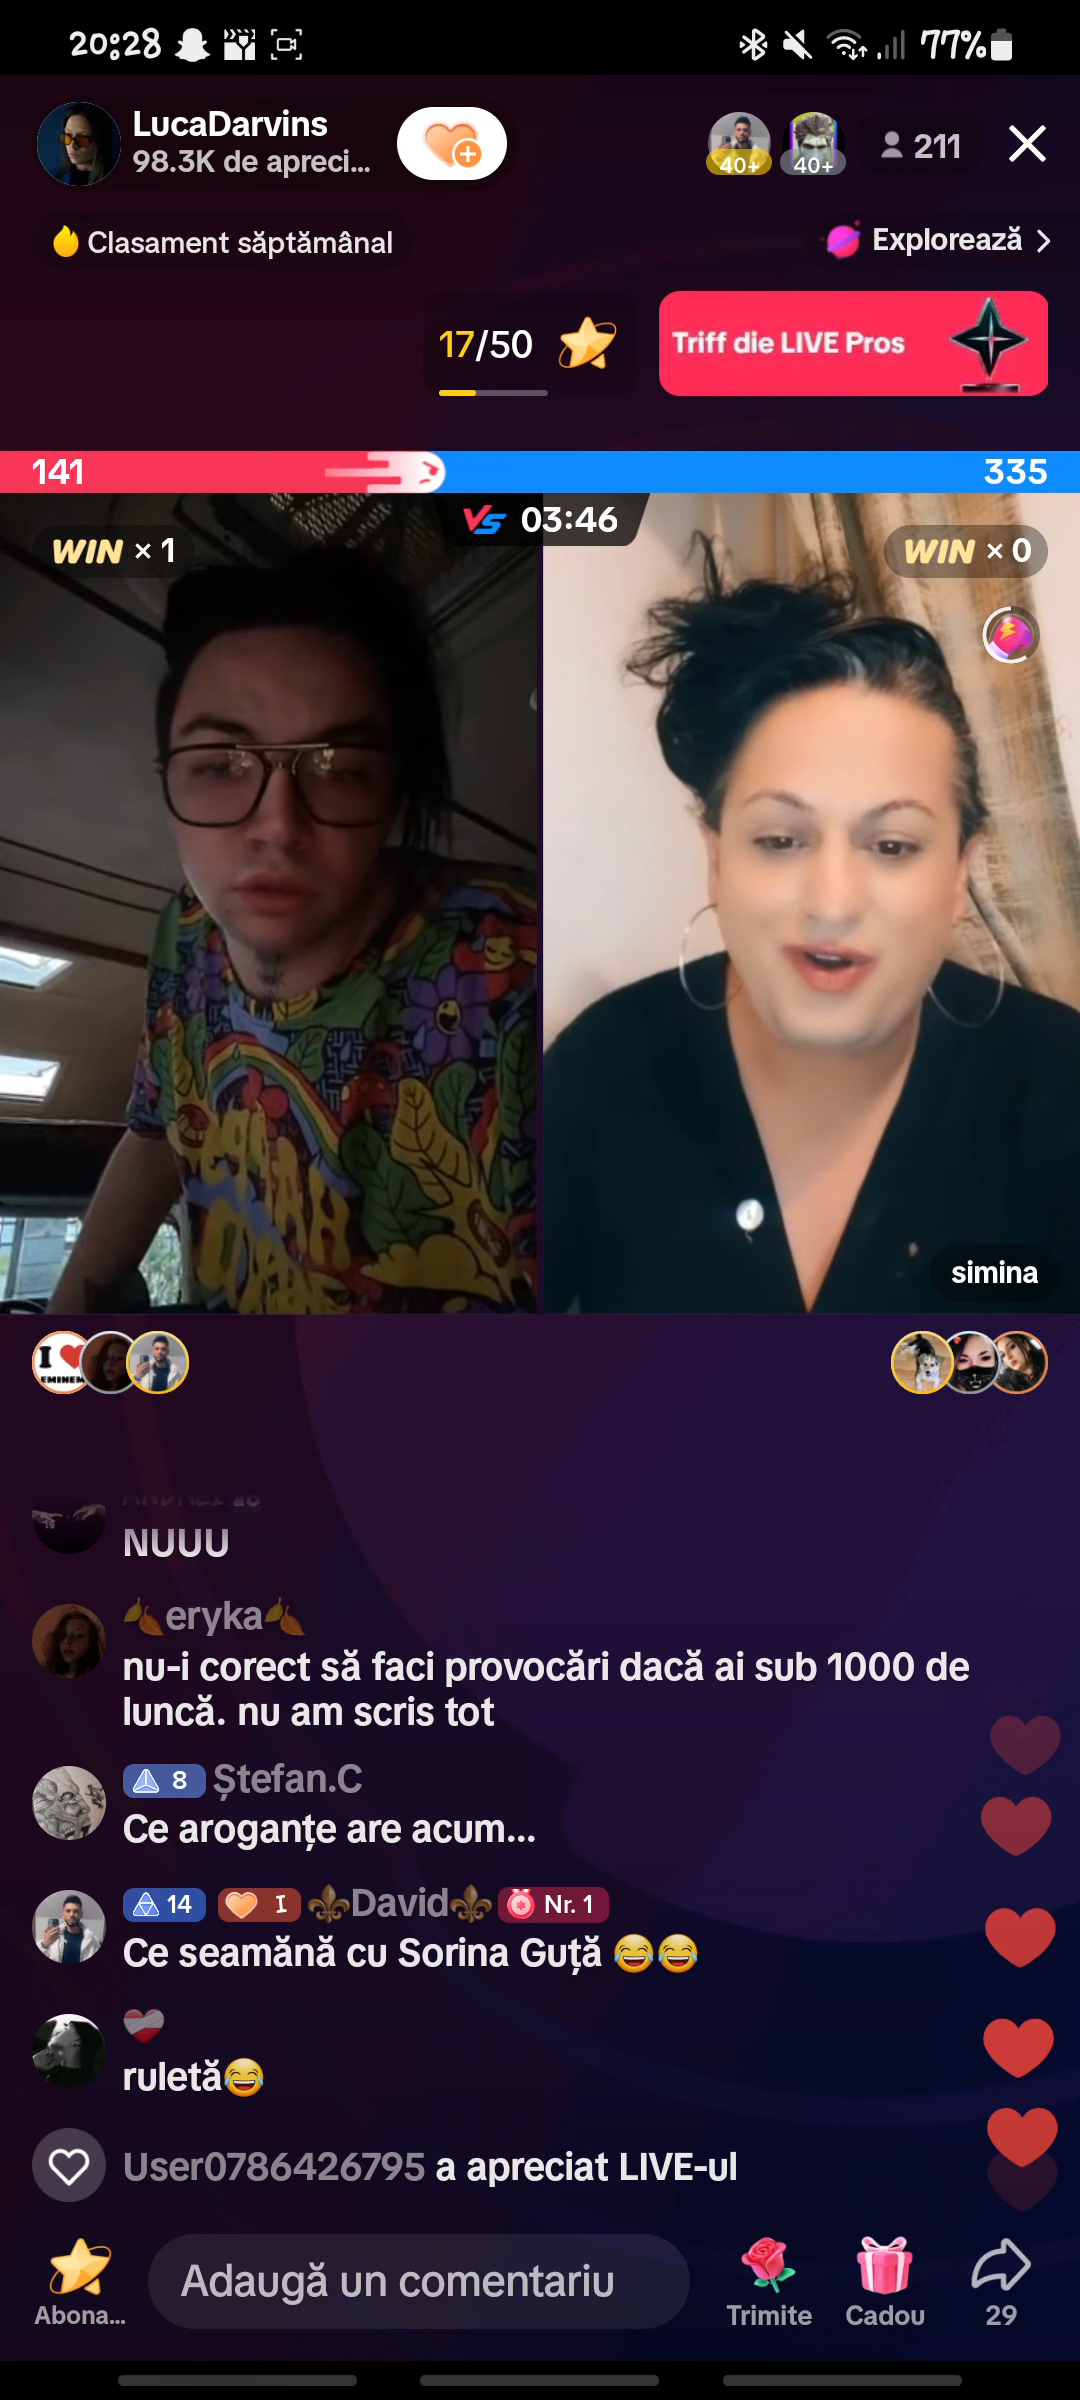 20:28
77%
LucaDarvins
98.3K de apreci...
40+
40+
211
Clasament săptămânal
Explorează
17/50
Triff die LIVE Pros
141
335
VS 03:46
WIN × 1
WIN × 0
simina
I
EMINEM
NUUU
eryka
nu-i corect să faci provocări dacă ai sub 1000 de
luncă. nu am scris tot
8 Ștefan.C
Ce aroganțe are acum...
14 I David Nr. 1
Ce seamănă cu Sorina Guță 😂😂
ruletă😂
User0786426795 a apreciat LIVE-ul
Abona...
Adaugă un comentariu
Trimite
Cadou
29